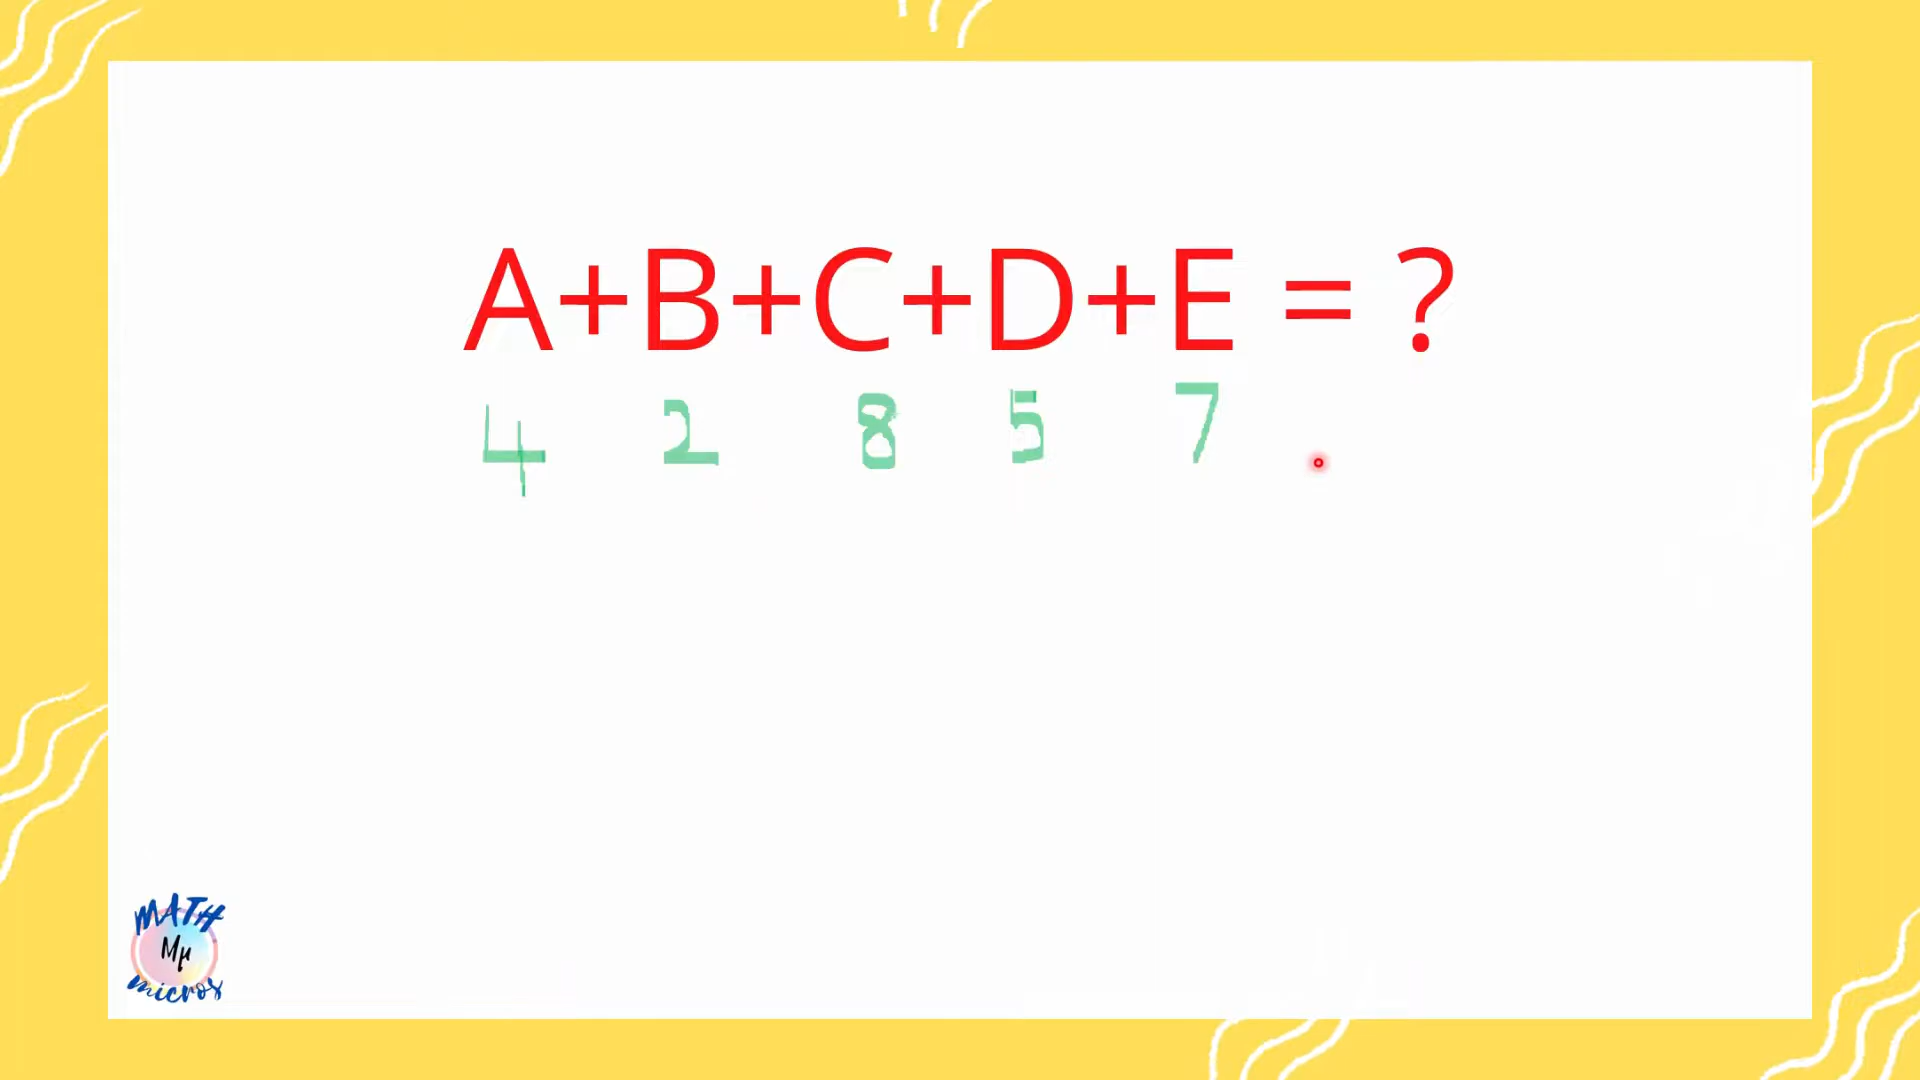 A+B+C+D+E = ?
4 2 8 5 7
MATH
Mμ
micros